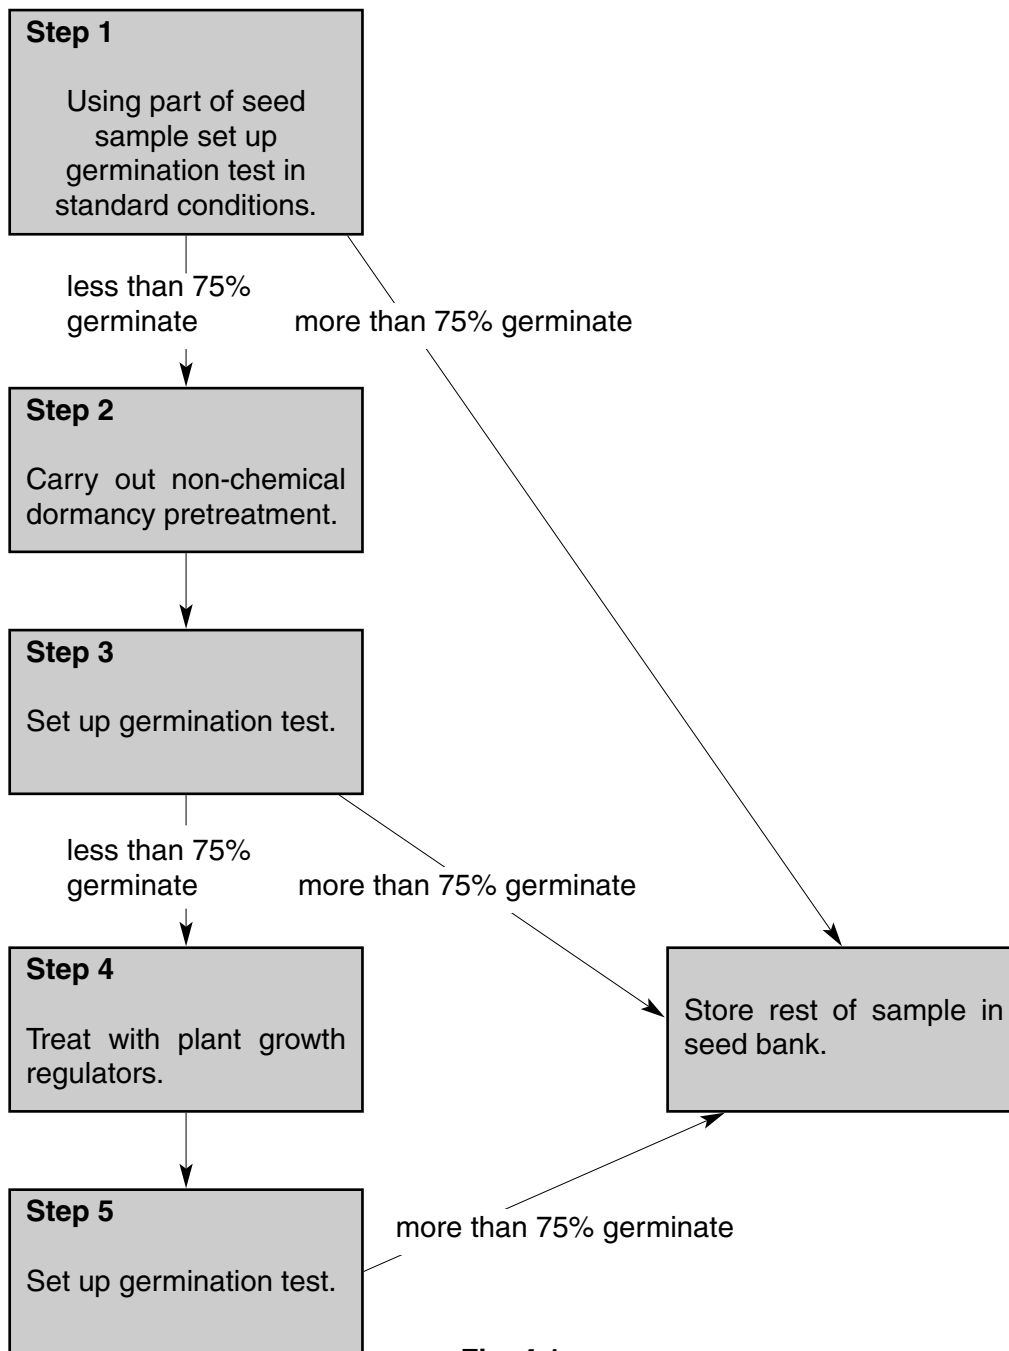 Step 1
Using part of seed
sample set up
germination test in
standard conditions.
less than 75%
germinate
more than 75% germinate
Step 2
Carry out non-chemical
dormancy pretreatment.
Step 3
Set up germination test.
less than 75%
germinate
more than 75% germinate
Step 4
Treat with plant growth
regulators.
Store rest of sample in
seed bank.
Step 5
Set up germination test.
more than 75% germinate